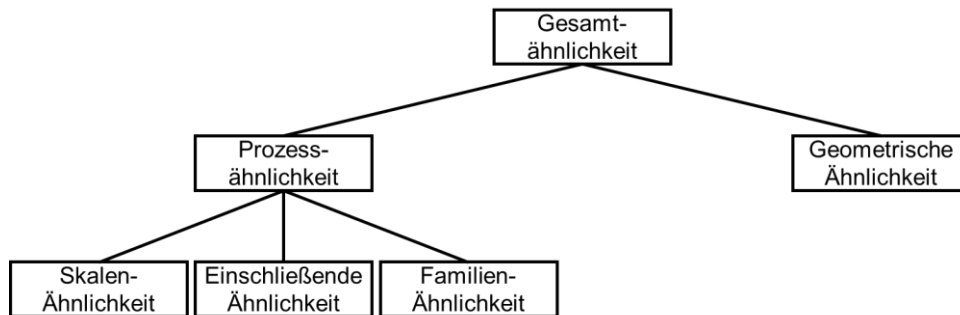 Gesamt-
ähnlichkeit
Prozess-
ähnlichkeit
Geometrische
Ähnlichkeit
Skalen-
Ähnlichkeit
Einschließende
Ähnlichkeit
Familien-
Ähnlichkeit